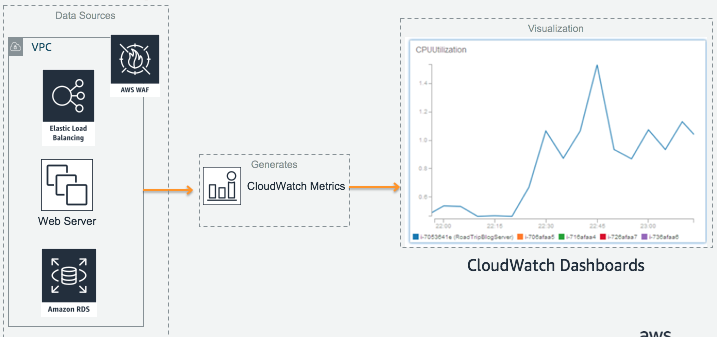 Data Sources
VPC
AWS WAF
Elastic Load
Balancing
Web Server
Amazon RDS
Generates
CloudWatch Metrics
Visualization
CPUUtilization
1.4
1.2
1.0
0.8
0.6
22:00 22:15 22:30 22:45 23:00
i-7053641e (RoadTripBlogServer) i-706afaa5 i-716afaa4 i-726afaa7 i-736afaa6
CloudWatch Dashboards
aws